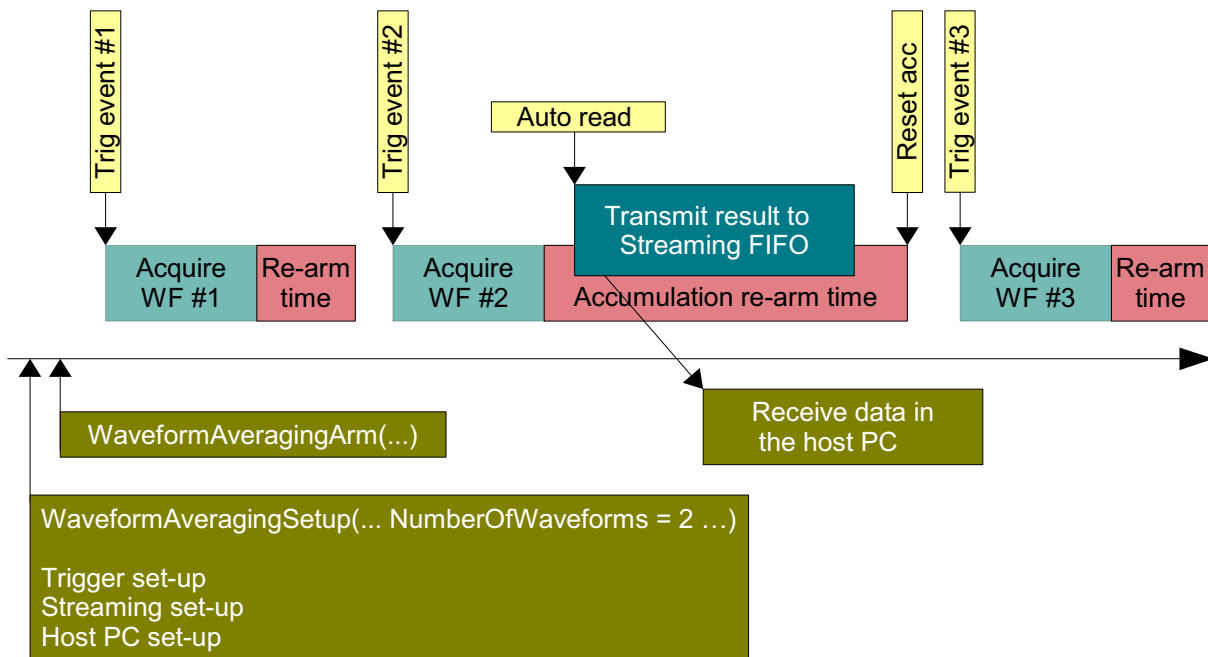 Trig event #1
Trig event #2
Auto read
Reset acc
Trig event #3
Transmit result to
Streaming FIFO
Acquire
WF #1
Re-arm
time
Acquire
WF #2
Accumulation re-arm time
Acquire
WF #3
Re-arm
time
WaveformAveragingArm(...)
Receive data in
the host PC
WaveformAveragingSetup(... NumberOfWaveforms = 2 …)
Trigger set-up
Streaming set-up
Host PC set-up